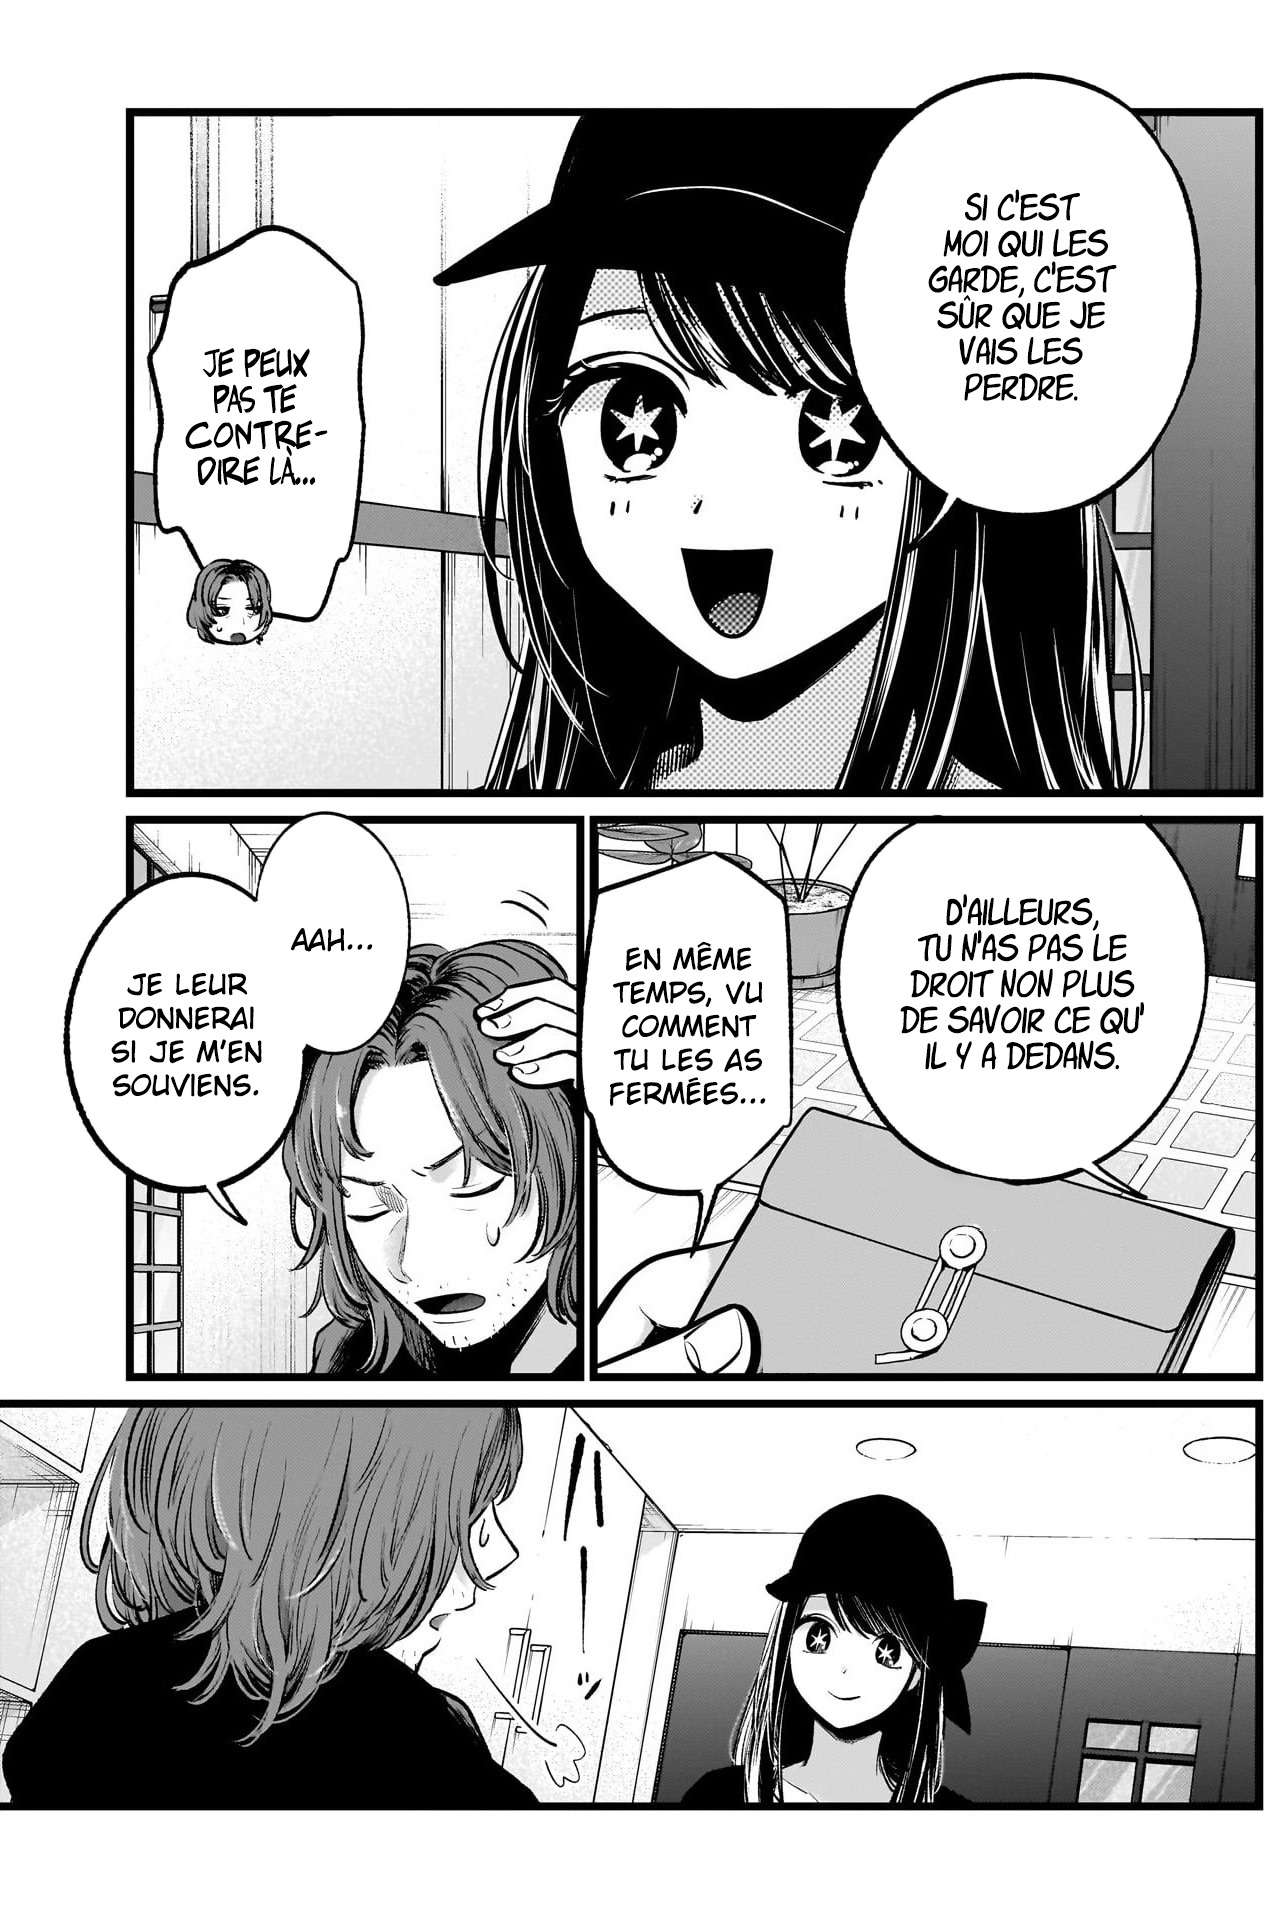 SI C'EST
MOI QUI LES
GARDE, C'EST
SÛR QUE JE
VAIS LES
PERDRE.
JE PEUX
PAS TE
CONTRE-
DIRE LÀ...
D'AILLEURS,
TU N'AS PAS LE
DROIT NON PLUS
DE SAVOIR CE QU'
IL Y A DEDANS.
EN MÊME
TEMPS, VU
COMMENT
TU LES AS
FERMÉES...
AAH...
JE LEUR
DONNERAI
SI JE M'EN
SOUVIENS.